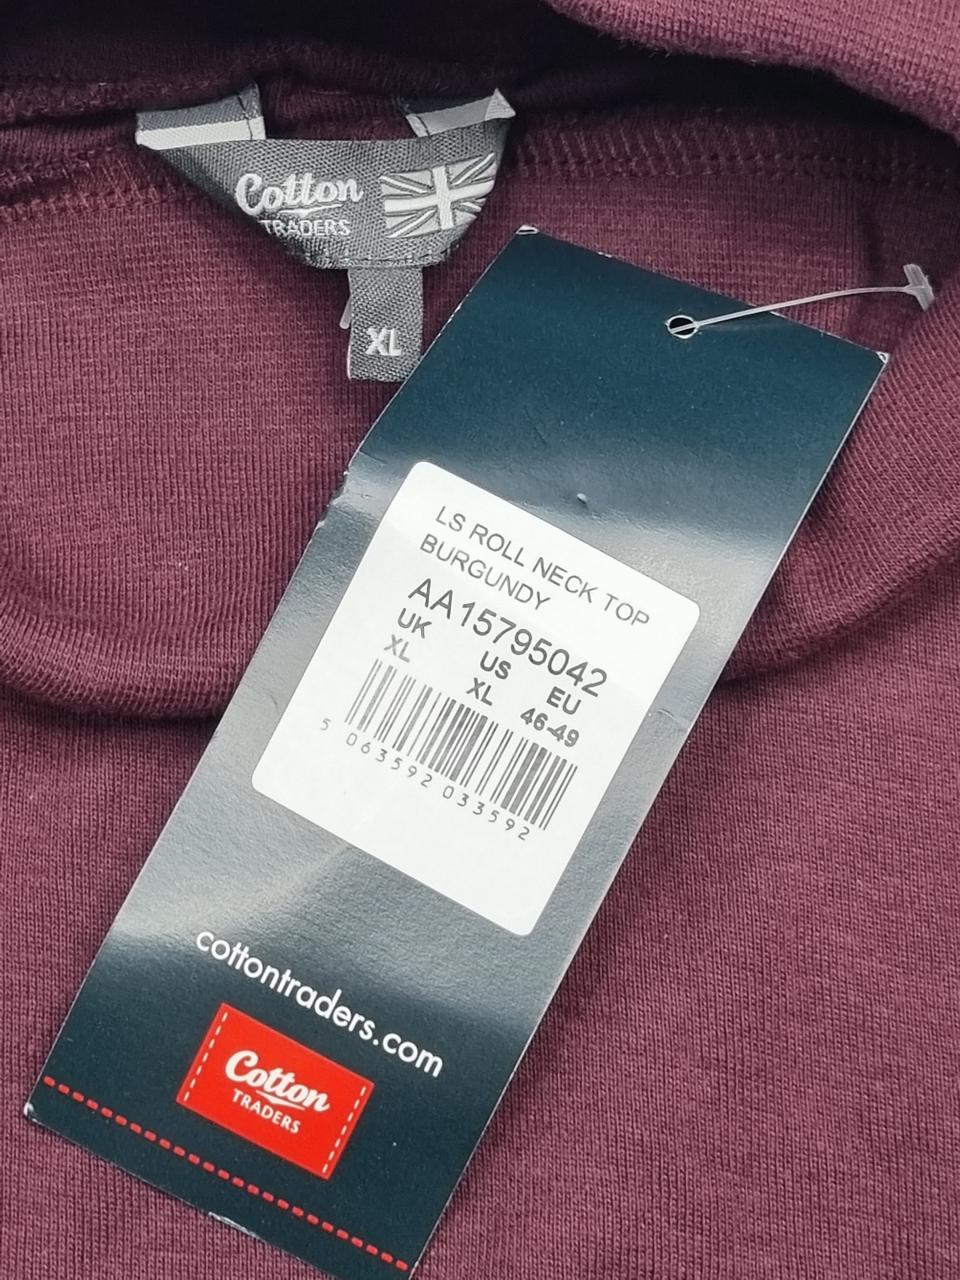 Cotton
TRADERS
XL
LS ROLL NECK TOP
BURGUNDY
AA15795042
UK US EU
XL XL 46-49
5 063592 033592
cottontraders.com
Cotton
TRADERS